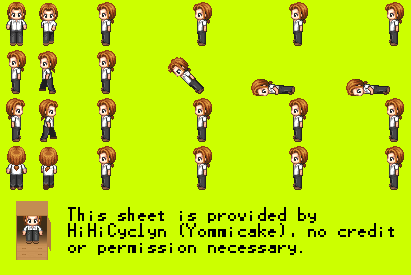 This sheet is provided by
HiHiCyclyn (Yommicake), no credit
or permission necessary.